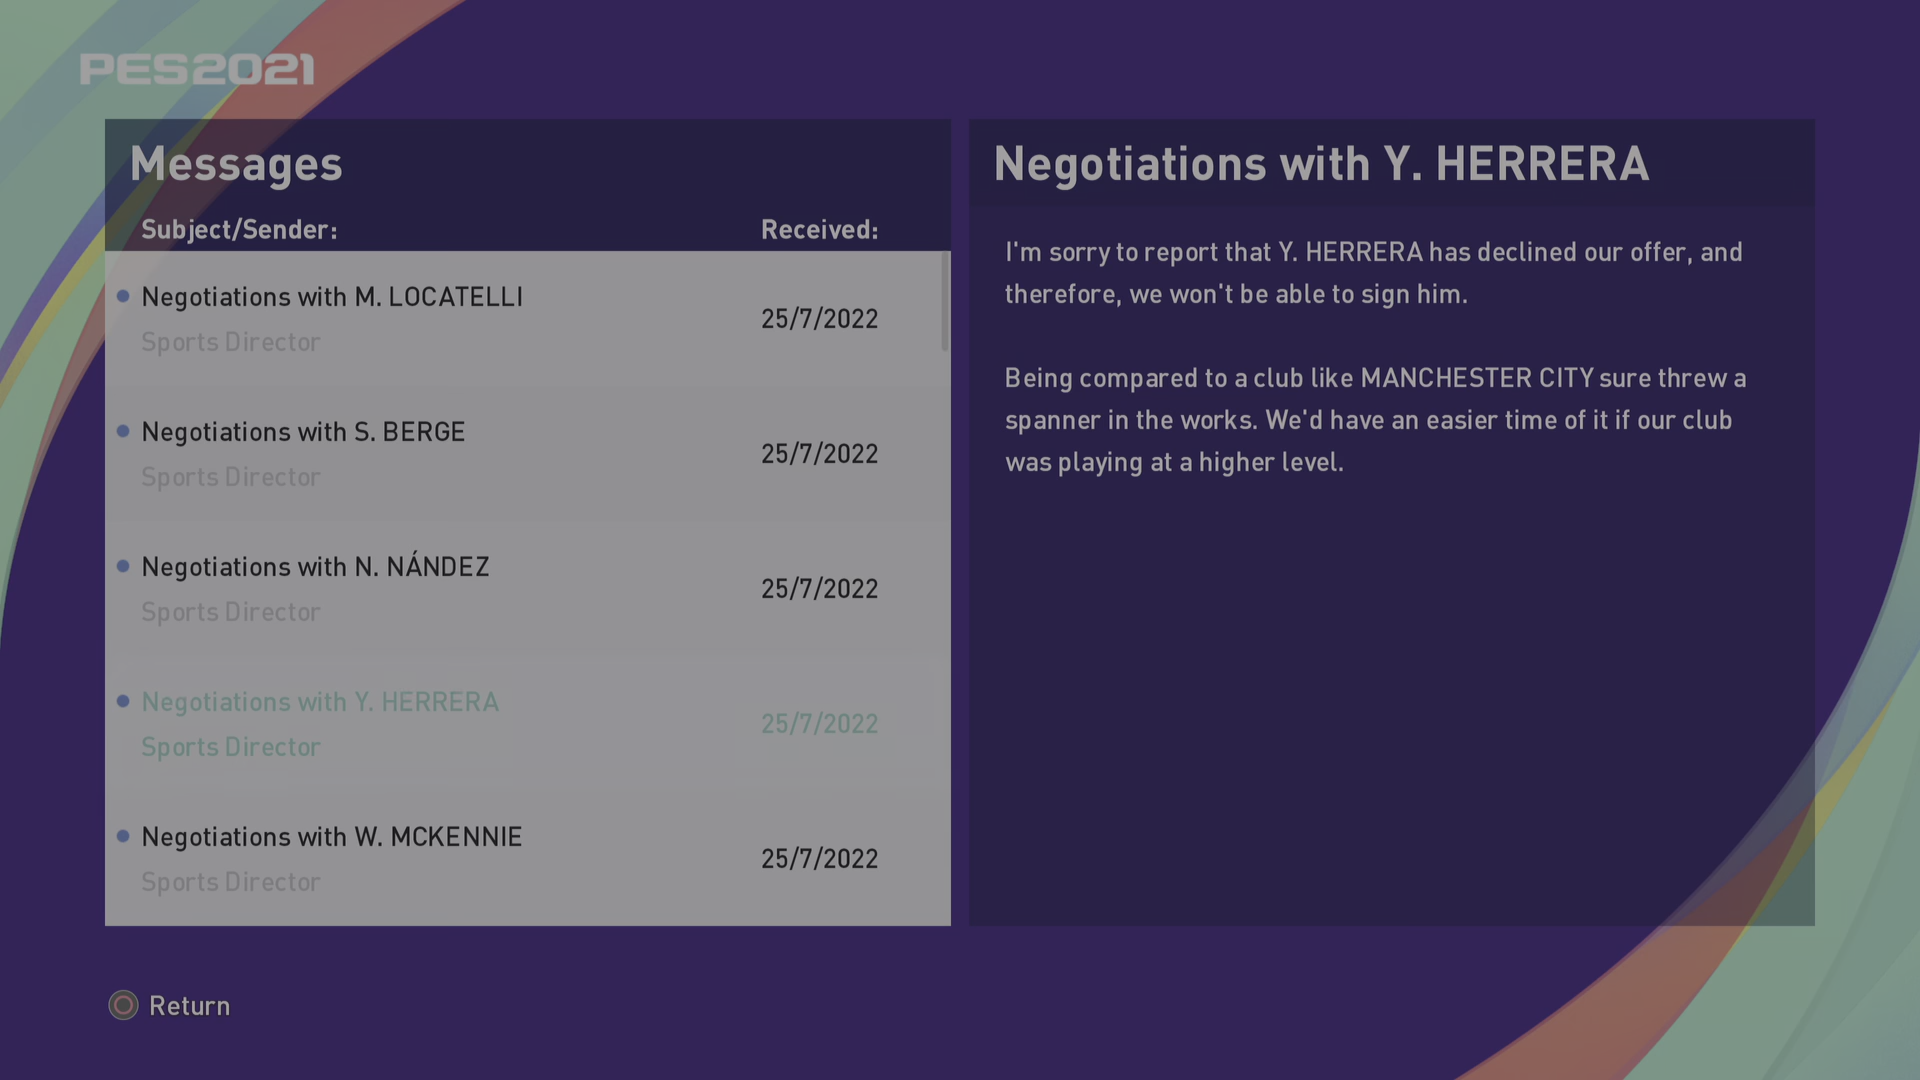 PES2021
Messages
Subject/Sender: Received:
Negotiations with M. LOCATELLI
Sports Director
25/7/2022
Negotiations with S. BERGE
Sports Director
25/7/2022
Negotiations with N. NÁNDEZ
Sports Director
25/7/2022
Negotiations with Y. HERRERA
Sports Director
25/7/2022
Negotiations with W. MCKENNIE
Sports Director
25/7/2022
Negotiations with Y. HERRERA
I'm sorry to report that Y. HERRERA has declined our offer, and
therefore, we won't be able to sign him.
Being compared to a club like MANCHESTER CITY sure threw a
spanner in the works. We'd have an easier time of it if our club
was playing at a higher level.
Return